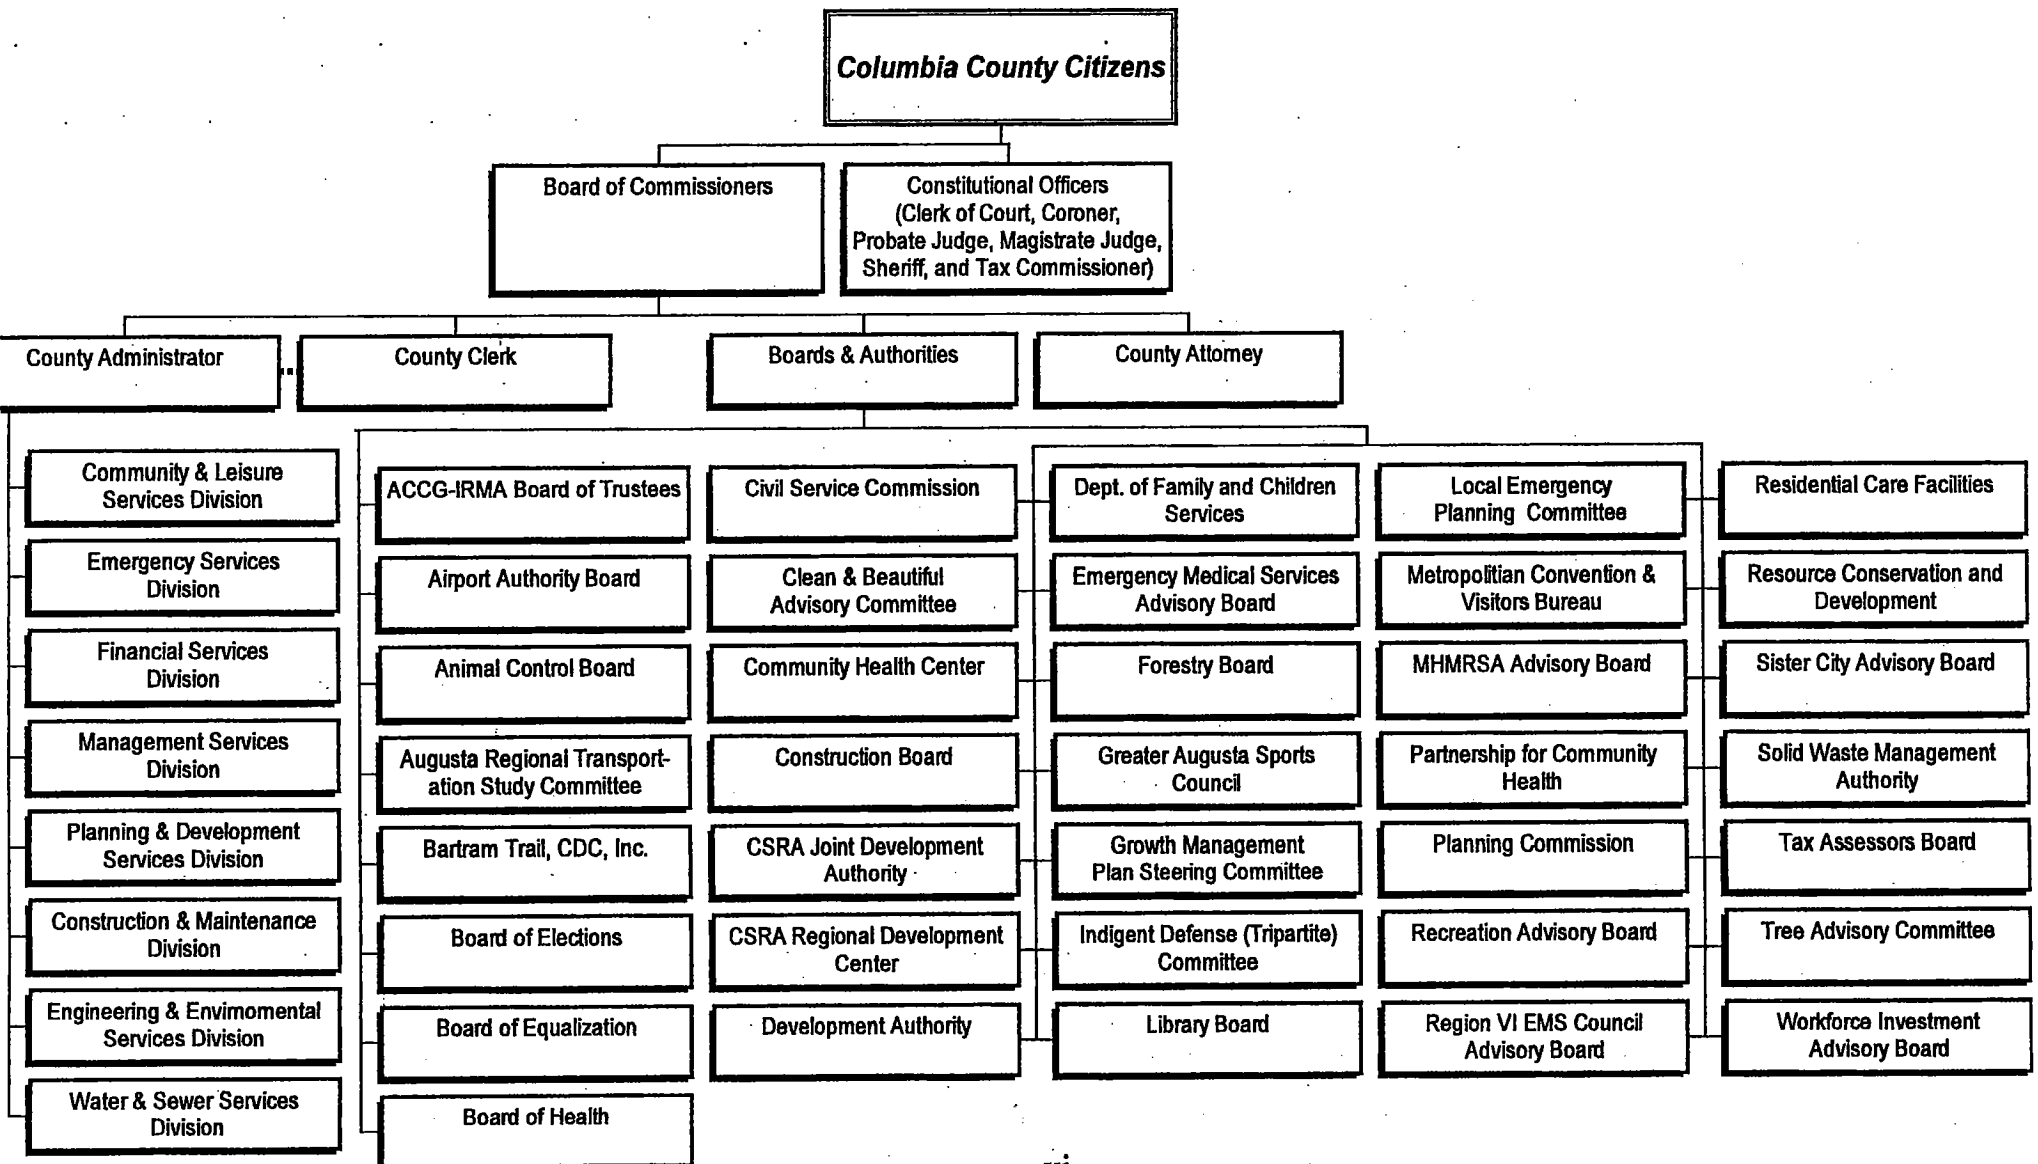 Columbia County Citizens
Board of Commissioners
Constitutional Officers
(Clerk of Court, Coroner,
Probate Judge, Magistrate Judge,
Sheriff, and Tax Commissioner)
County Administrator
County Clerk
Boards & Authorities
County Attorney
Community & Leisure
Services Division
Emergency Services
Division
Financial Services
Division
Management Services
Division
Planning & Development
Services Division
Construction & Maintenance
Division
Engineering & Envirnomental
Services Division
Water & Sewer Services
Division
ACCG-IRMA Board of Trustees
Airport Authority Board
Animal Control Board
Augusta Regional Transport-
ation Study Committee
Bartram Trail, CDC, Inc.
Board of Elections
Board of Equalization
Board of Health
Civil Service Commission
Clean & Beautiful
Advisory Committee
Community Health Center
Construction Board
CSRA Joint Development
Authority
CSRA Regional Development
Center
Development Authority
Dept. of Family and Children
Services
Emergency Medical Services
Advisory Board
Forestry Board
Greater Augusta Sports
Council
Growth Management
Plan Steering Committee
Indigent Defense (Tripartite)
Committee
Library Board
Local Emergency
Planning Committee
Metropolitian Convention &
Visitors Bureau
MHMRSA Advisory Board
Partnership for Community
Health
Planning Commission
Recreation Advisory Board
Region VI EMS Council
Advisory Board
Residential Care Facilities
Resource Conservation and
Development
Sister City Advisory Board
Solid Waste Management
Authority
Tax Assessors Board
Tree Advisory Committee
Workforce Investment
Advisory Board